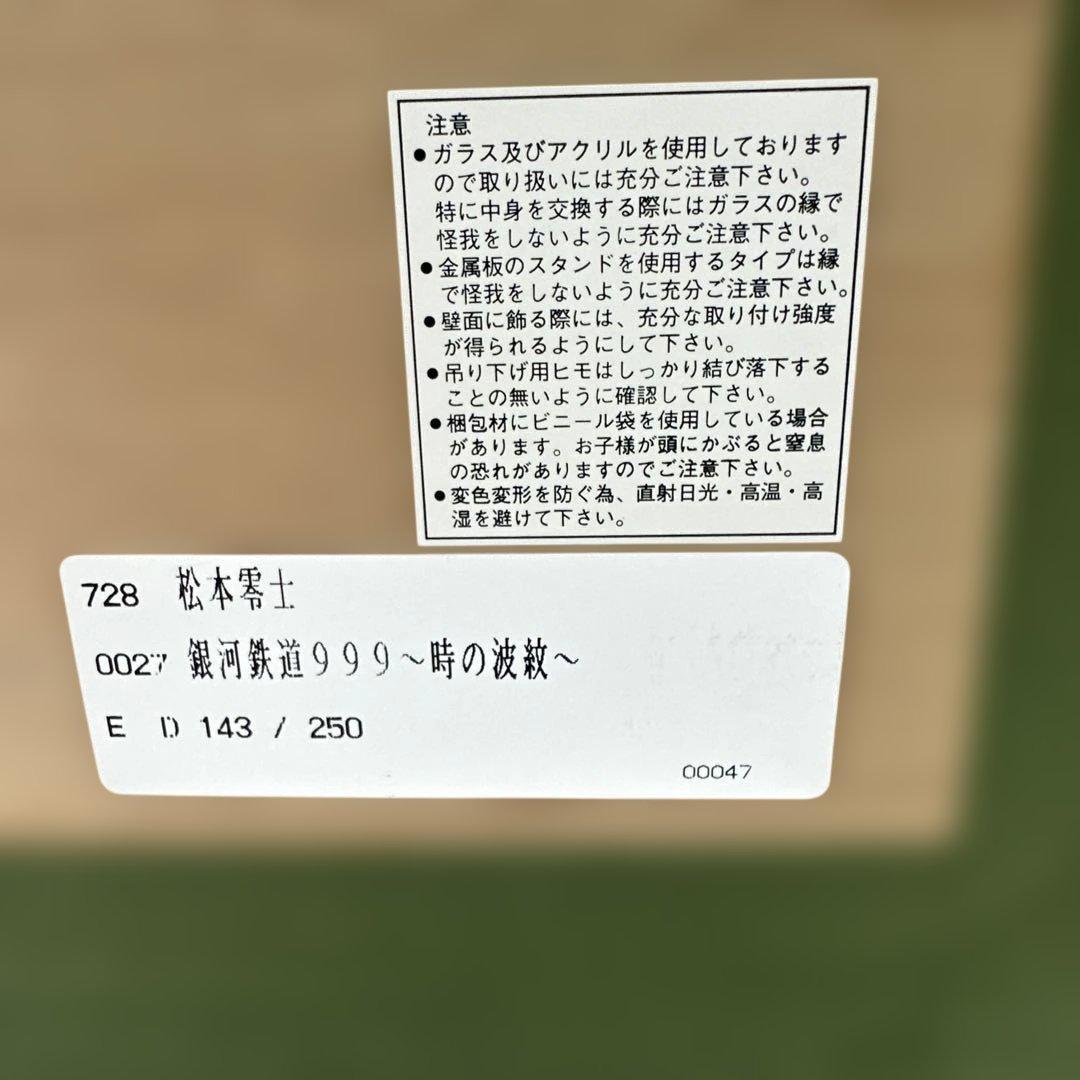 注意
●ガラス及びアクリルを使用しております
ので取り扱いには充分ご注意下さい。
特に中身を交換する際にはガラスの縁で
怪我をしないように充分ご注意下さい。
●金属板のスタンドを使用するタイプは縁
で怪我をしないように充分ご注意下さい。
●壁面に飾る際には、充分な取り付け強度
が得られるようにして下さい。
●吊り下げ用ヒモはしっかり結び落下する
ことの無いように確認して下さい。
●梱包材にビニール袋を使用している場合
があります。お子様が頭にかぶると窒息
の恐れがありますのでご注意下さい。
●変色変形を防ぐ為、直射日光・高温・高
湿を避けて下さい。
728 松本零士
0027 銀河鉄道999～時の波紋～
E D 143 / 250
00047